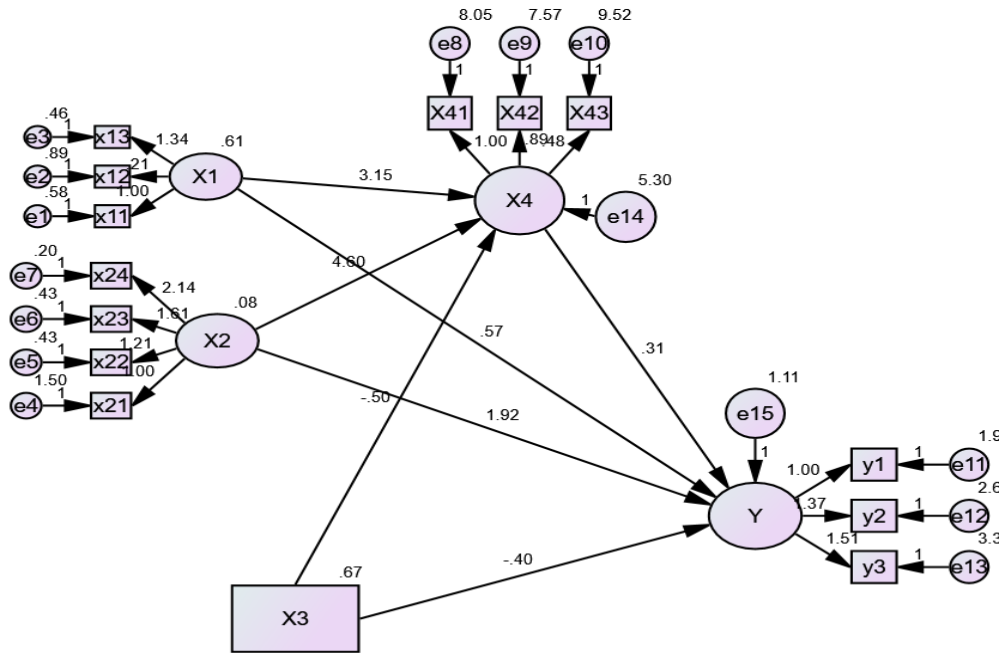 8.05 7.57 9.52
e8 e9 e10
1 1 1
X41 X42 X43
1.00 .89 .48
.46
e3 1 x13 1.34 .61
.89
e2 1 x12 .21 X1
.58
e1 1 x11 1.00
3.15
X4
5.30
1 e14
.20
e7 1 x24 2.14
.43
e6 1 x23 1.61 .08
.43
e5 1 x22 1.21 X2
1.50
e4 1 x21 1.00
4.60
.57
.31
-.50
1.92
1.11
e15
1
Y
1.00 y1 1 e11
1.37 y2 1 e12
1.51 y3 1 e13
-.40
.67
X3